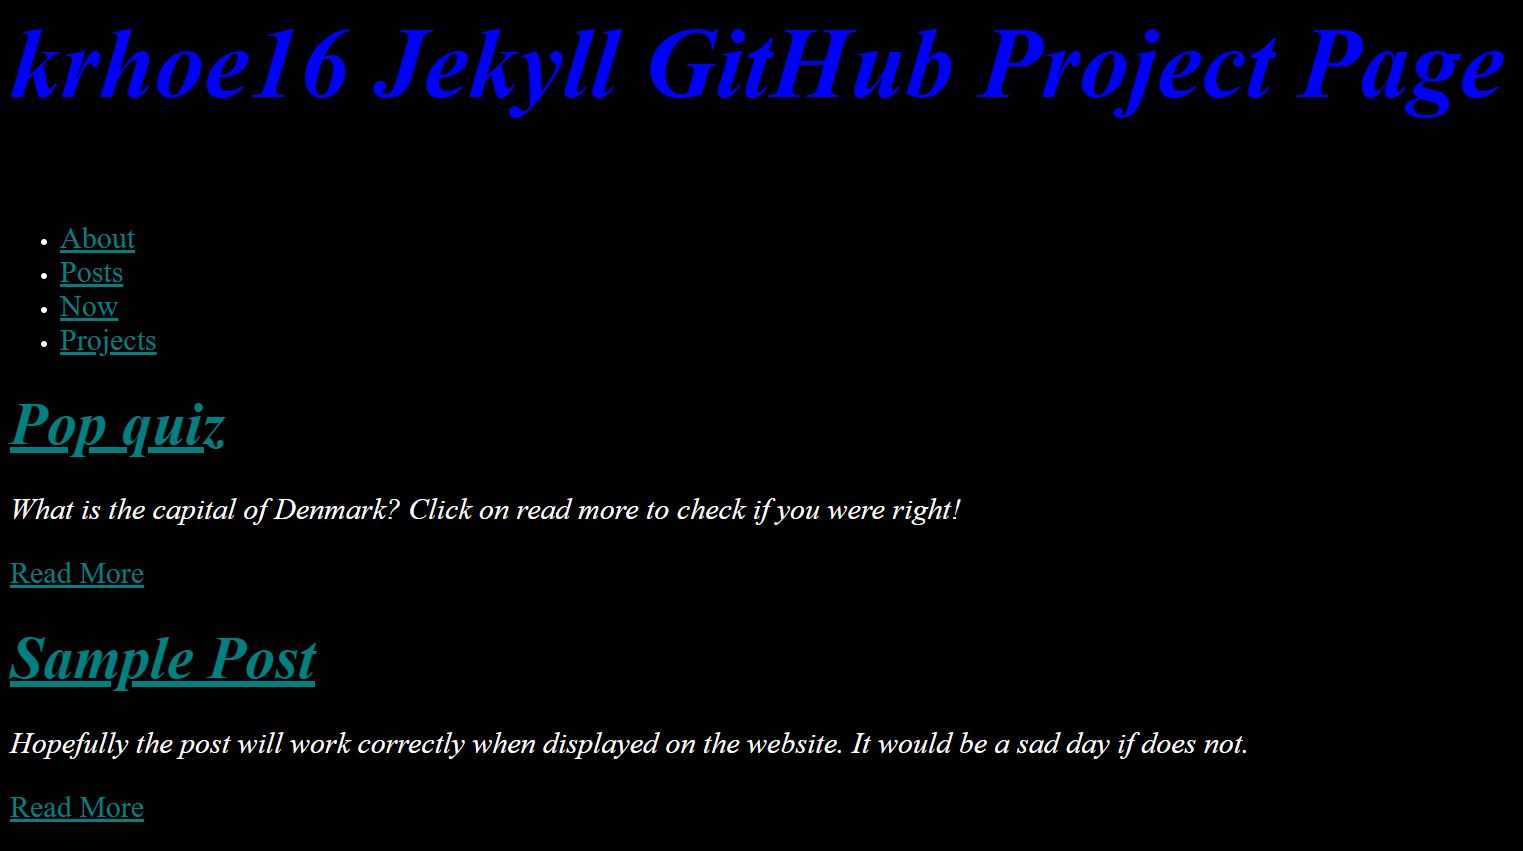 krhoe16 Jekyll GitHub Project Page
About
Posts
Now
Projects
Pop quiz
What is the capital of Denmark? Click on read more to check if you were right!
Read More
Sample Post
Hopefully the post will work correctly when displayed on the website. It would be a sad day if does not.
Read More